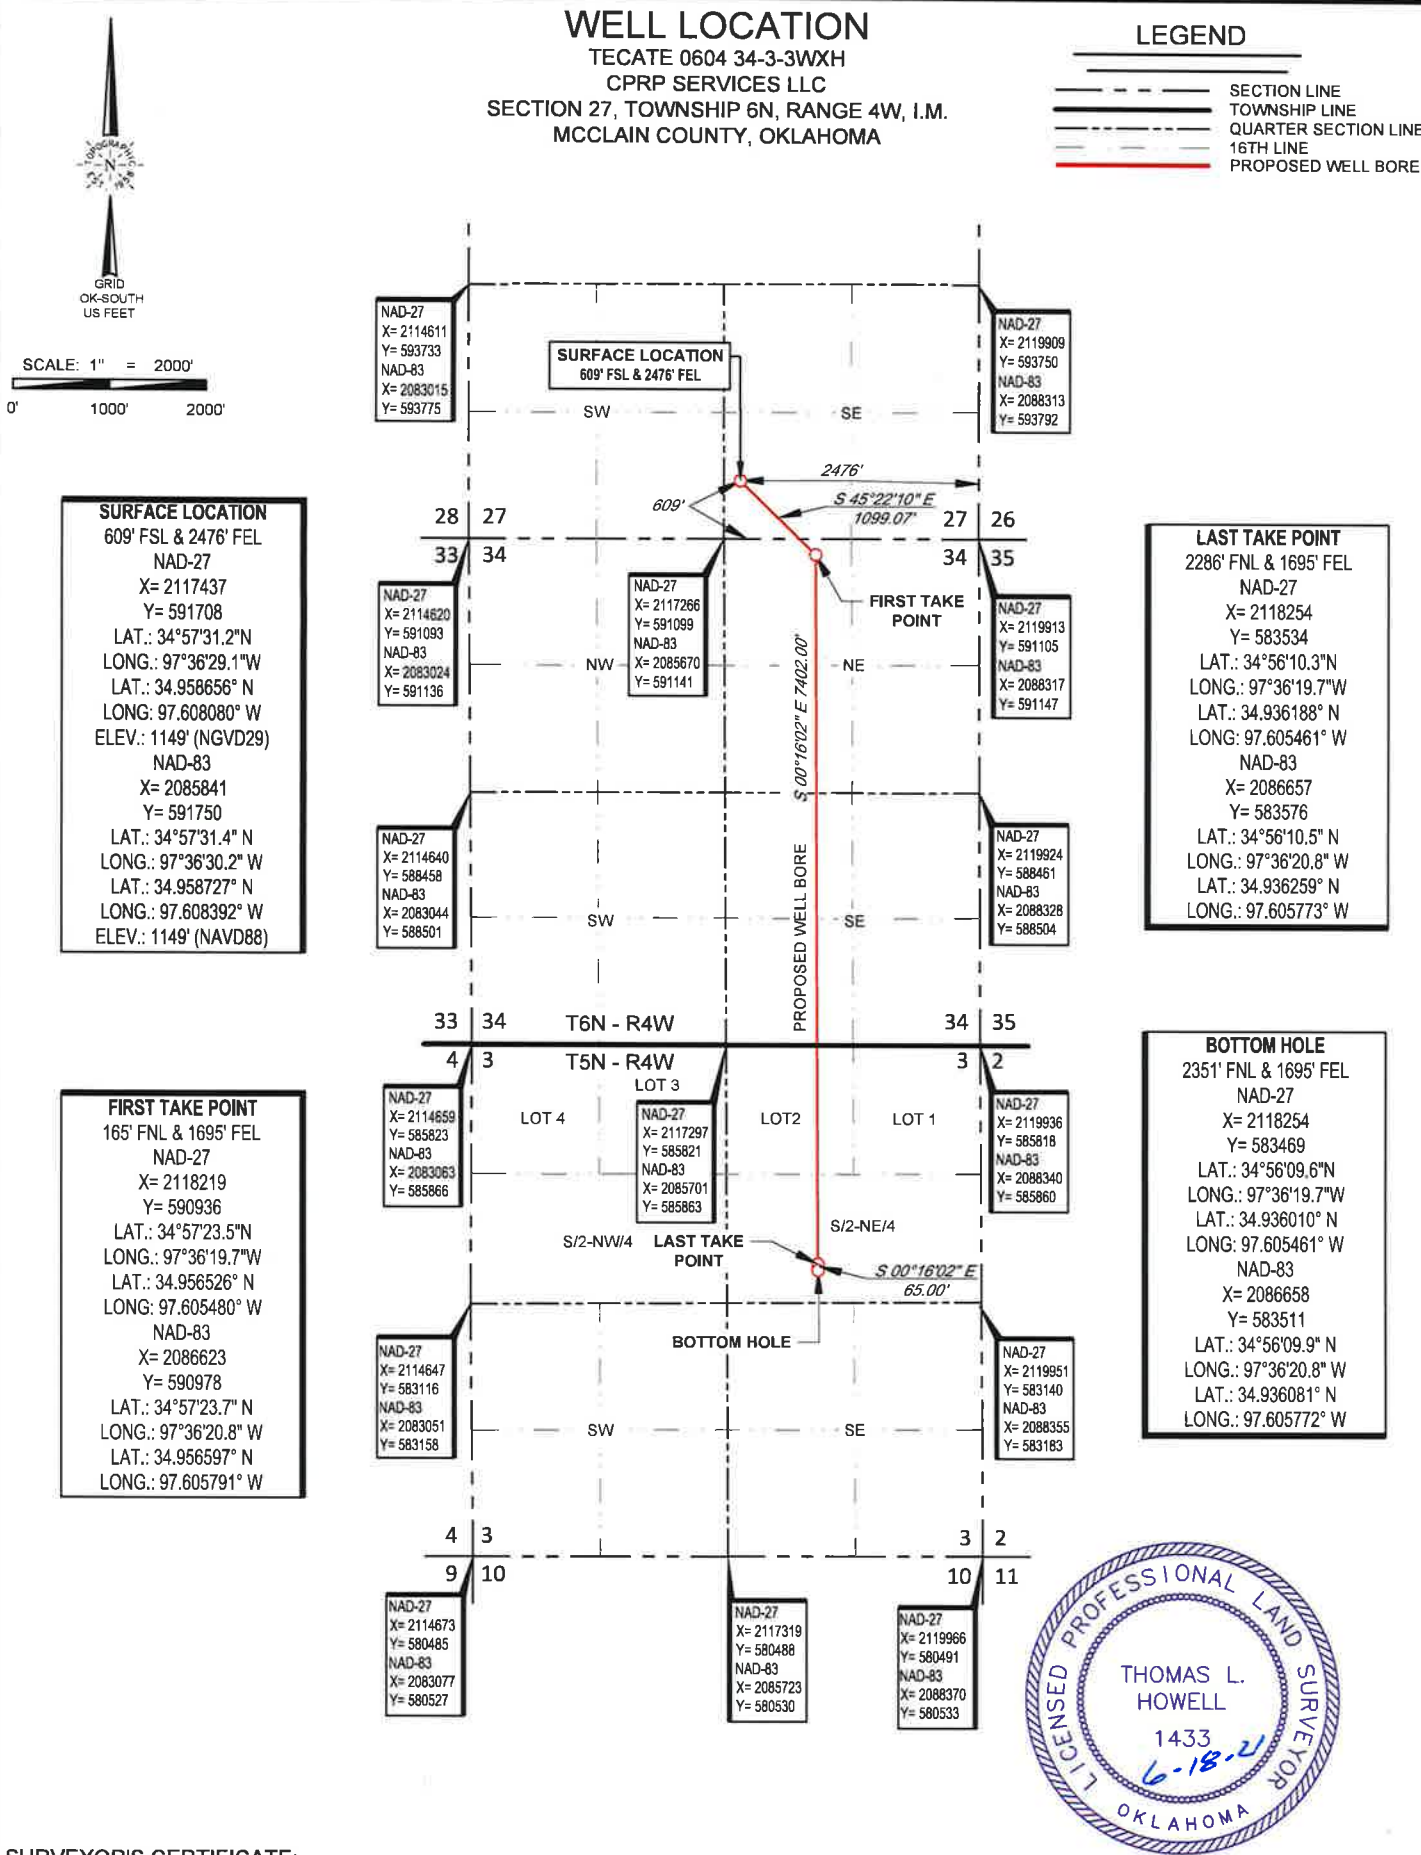 WELL LOCATION
TECATE 0604 34-3-3WXH
CPRP SERVICES LLC
SECTION 27, TOWNSHIP 6N, RANGE 4W, I.M.
MCCLAIN COUNTY, OKLAHOMA
LEGEND
SECTION LINE
TOWNSHIP LINE
QUARTER SECTION LINE
16TH LINE
PROPOSED WELL BORE
TOPOGRAPHIC
N
EST. 1951
GRID
OK-SOUTH
US FEET
SCALE: 1" = 2000'
0' 1000' 2000'
NAD-27
X= 2114611
Y= 593733
NAD-83
X= 2083015
Y= 593775
SURFACE LOCATION
609' FSL & 2476' FEL
NAD-27
X= 2119909
Y= 593750
NAD-83
X= 2088313
Y= 593792
SW SE
2476'
609'
S 45°22'10" E
1099.07'
28 27 27 26
33 34 34 35
NAD-27
X= 2114620
Y= 591093
NAD-83
X= 2083024
Y= 591136
NAD-27
X= 2117266
Y= 591099
NAD-83
X= 2085670
Y= 591141
FIRST TAKE
POINT
NAD-27
X= 2119913
Y= 591105
NAD-83
X= 2088317
Y= 591147
NW NE
S 00°16'02" E 7402.00'
PROPOSED WELL BORE
SURFACE LOCATION
609' FSL & 2476' FEL
NAD-27
X= 2117437
Y= 591708
LAT.: 34°57'31.2"N
LONG.: 97°36'29.1"W
LAT.: 34.958656° N
LONG: 97.608080° W
ELEV.: 1149' (NGVD29)
NAD-83
X= 2085841
Y= 591750
LAT.: 34°57'31.4" N
LONG.: 97°36'30.2" W
LAT.: 34.958727° N
LONG.: 97.608392° W
ELEV.: 1149' (NAVD88)
LAST TAKE POINT
2286' FNL & 1695' FEL
NAD-27
X= 2118254
Y= 583534
LAT.: 34°56'10.3"N
LONG.: 97°36'19.7"W
LAT.: 34.936188° N
LONG: 97.605461° W
NAD-83
X= 2086657
Y= 583576
LAT.: 34°56'10.5" N
LONG.: 97°36'20.8" W
LAT.: 34.936259° N
LONG.: 97.605773° W
NAD-27
X= 2114640
Y= 588458
NAD-83
X= 2083044
Y= 588501
NAD-27
X= 2119924
Y= 588461
NAD-83
X= 2088328
Y= 588504
SW SE
33 34 T6N - R4W 34 35
4 3 T5N - R4W 3 2
LOT 3
LOT 4 LOT2 LOT 1
NAD-27
X= 2114659
Y= 585823
NAD-83
X= 2083063
Y= 585866
NAD-27
X= 2117297
Y= 585821
NAD-83
X= 2085701
Y= 585863
NAD-27
X= 2119936
Y= 585818
NAD-83
X= 2088340
Y= 585860
S/2-NW/4 S/2-NE/4
LAST TAKE
POINT
S 00°16'02" E
65.00'
BOTTOM HOLE
FIRST TAKE POINT
165' FNL & 1695' FEL
NAD-27
X= 2118219
Y= 590936
LAT.: 34°57'23.5"N
LONG.: 97°36'19.7"W
LAT.: 34.956526° N
LONG: 97.605480° W
NAD-83
X= 2086623
Y= 590978
LAT.: 34°57'23.7" N
LONG.: 97°36'20.8" W
LAT.: 34.956597° N
LONG.: 97.605791° W
BOTTOM HOLE
2351' FNL & 1695' FEL
NAD-27
X= 2118254
Y= 583469
LAT.: 34°56'09.6"N
LONG.: 97°36'19.7"W
LAT.: 34.936010° N
LONG: 97.605461° W
NAD-83
X= 2086658
Y= 583511
LAT.: 34°56'09.9" N
LONG.: 97°36'20.8" W
LAT.: 34.936081° N
LONG.: 97.605772° W
NAD-27
X= 2114647
Y= 583116
NAD-83
X= 2083051
Y= 583158
NAD-27
X= 2119951
Y= 583140
NAD-83
X= 2088355
Y= 583183
SW SE
4 3 3 2
9 10 10 11
NAD-27
X= 2114673
Y= 580485
NAD-83
X= 2083077
Y= 580527
NAD-27
X= 2117319
Y= 580488
NAD-83
X= 2085723
Y= 580530
NAD-27
X= 2119966
Y= 580491
NAD-83
X= 2088370
Y= 580533
LICENSED PROFESSIONAL LAND SURVEYOR
THOMAS L.
HOWELL
1433
6-18-21
OKLAHOMA
SURVEYOR'S CERTIFICATE: